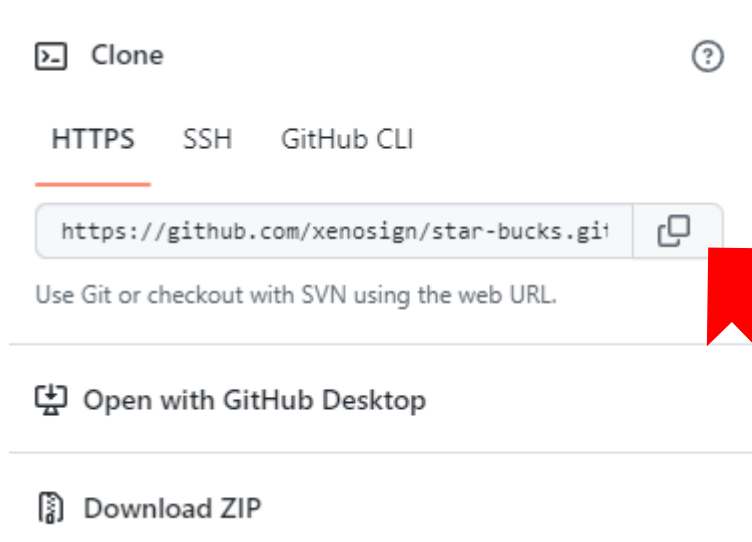 Clone
HTTPS SSH GitHub CLI
https://github.com/xenosign/star-bucks.git
Use Git or checkout with SVN using the web URL.
Open with GitHub Desktop
Download ZIP